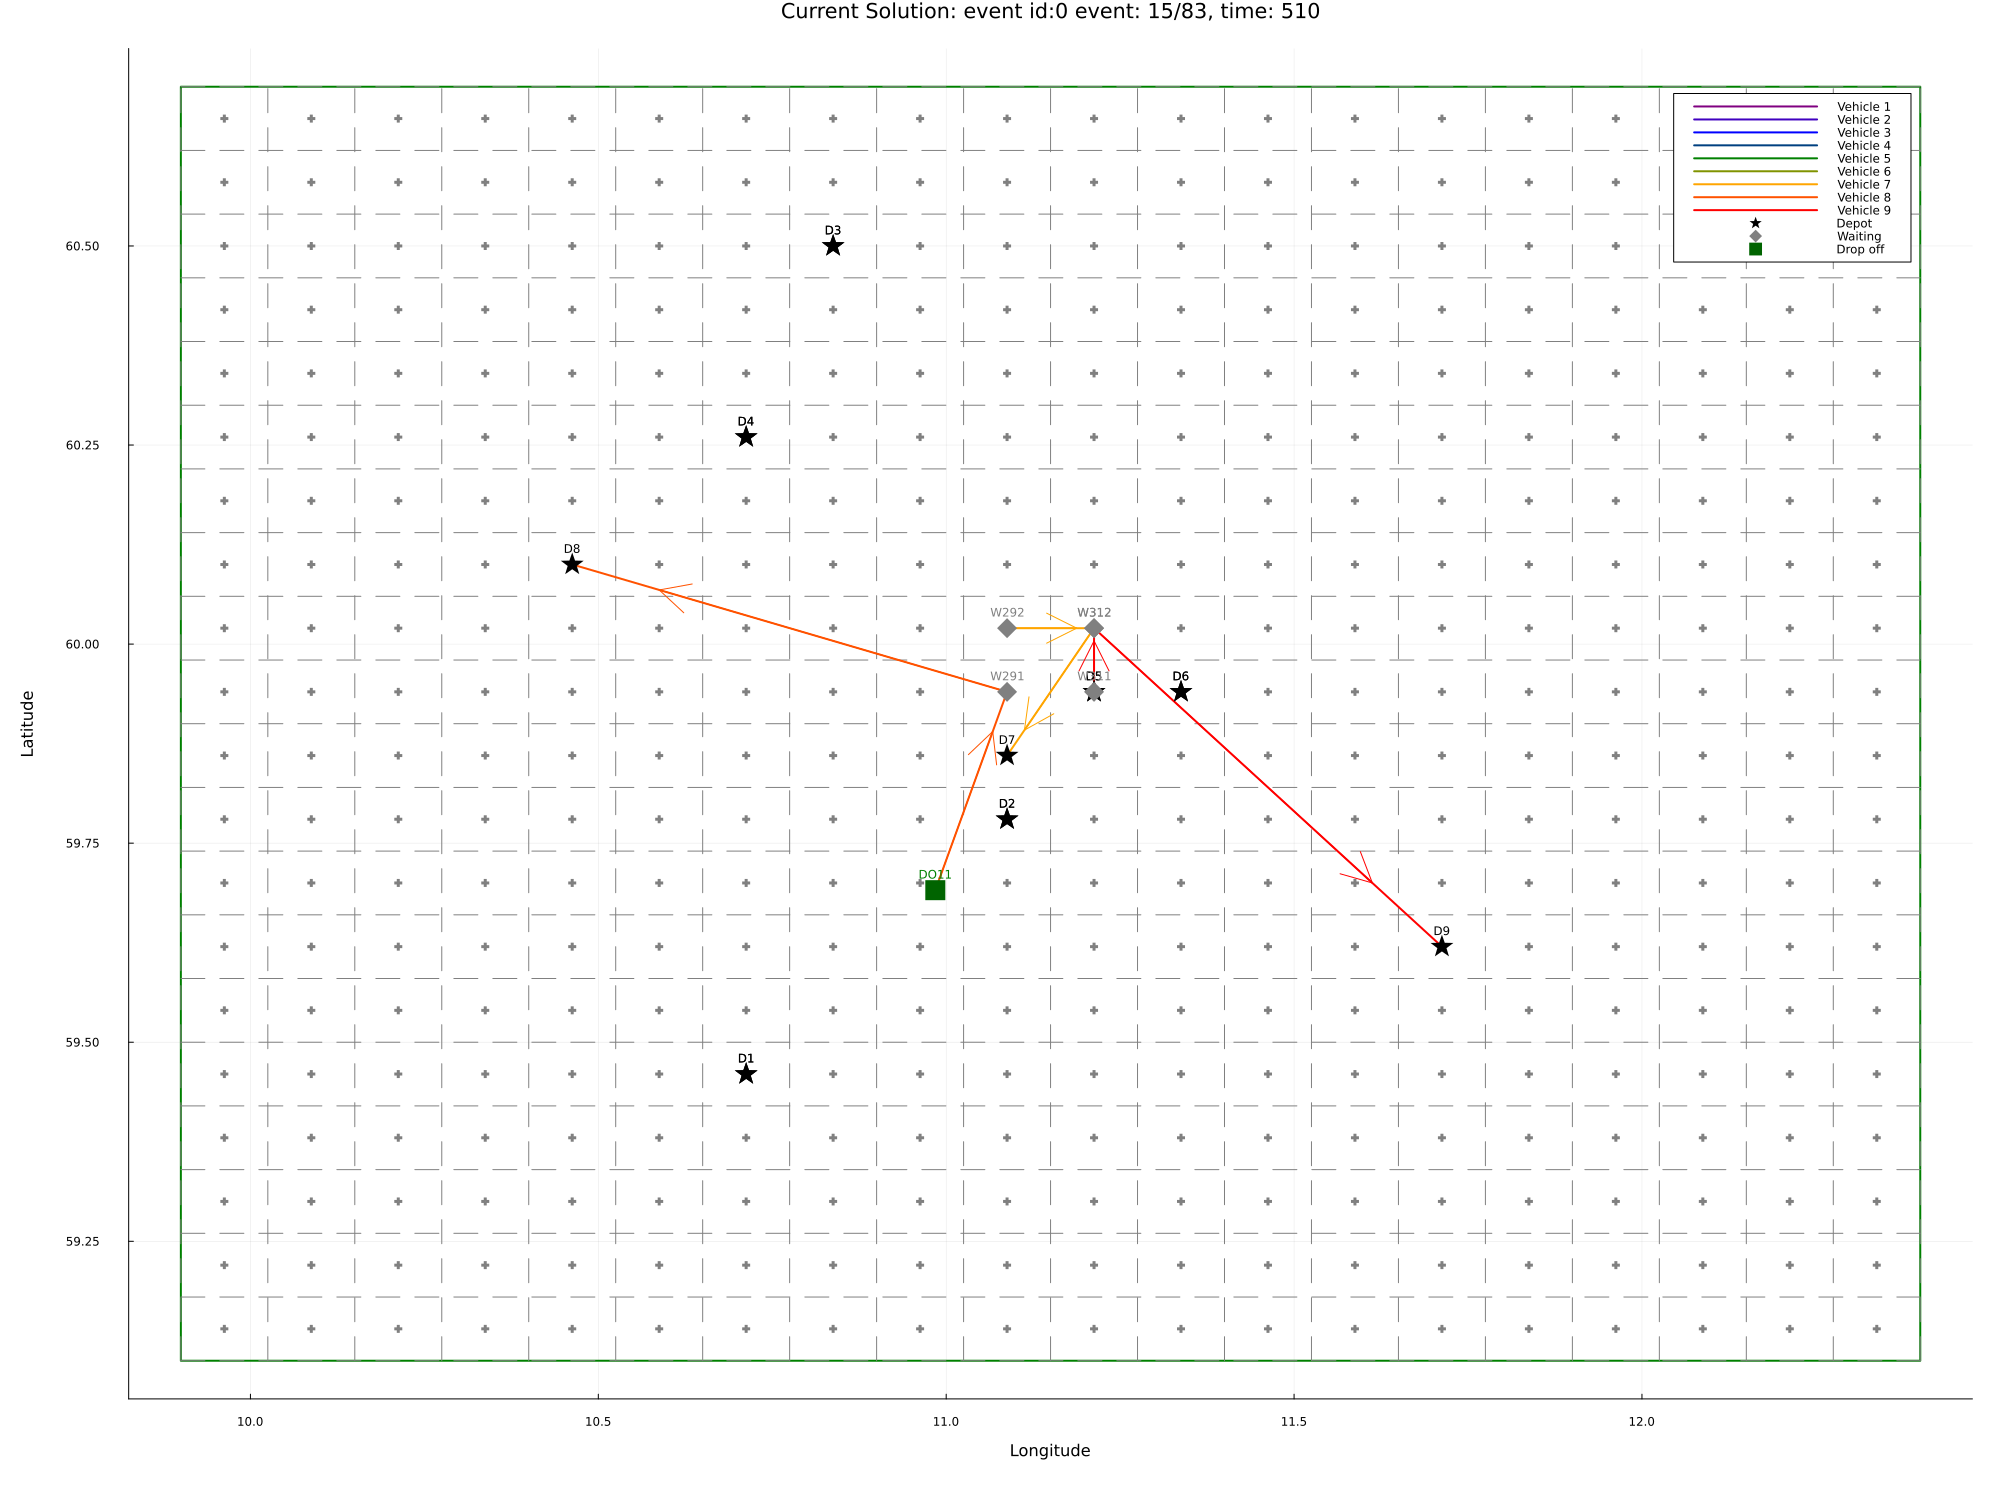 Current Solution: event id:0 event: 15/83, time: 510
Vehicle 1
Vehicle 2
Vehicle 3
Vehicle 4
Vehicle 5
Vehicle 6
Vehicle 7
Vehicle 8
Vehicle 9
Depot
Waiting
Drop off
D3
60.50
D4
60.25
D8
W292
W312
60.00
W291
D5
D6
D7
Latitude
D2
59.75
DO11
D9
59.50
D1
59.25
10.0
10.5
11.0
11.5
12.0
Longitude